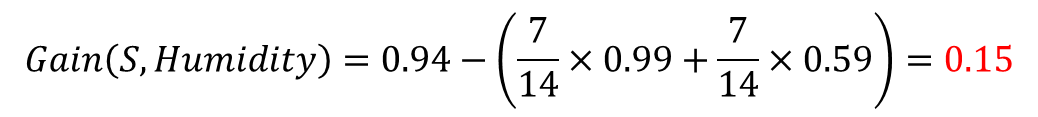 Gain(S, Humidity) = 0.94 − (7/14 × 0.99 + 7/14 × 0.59) = 0.15